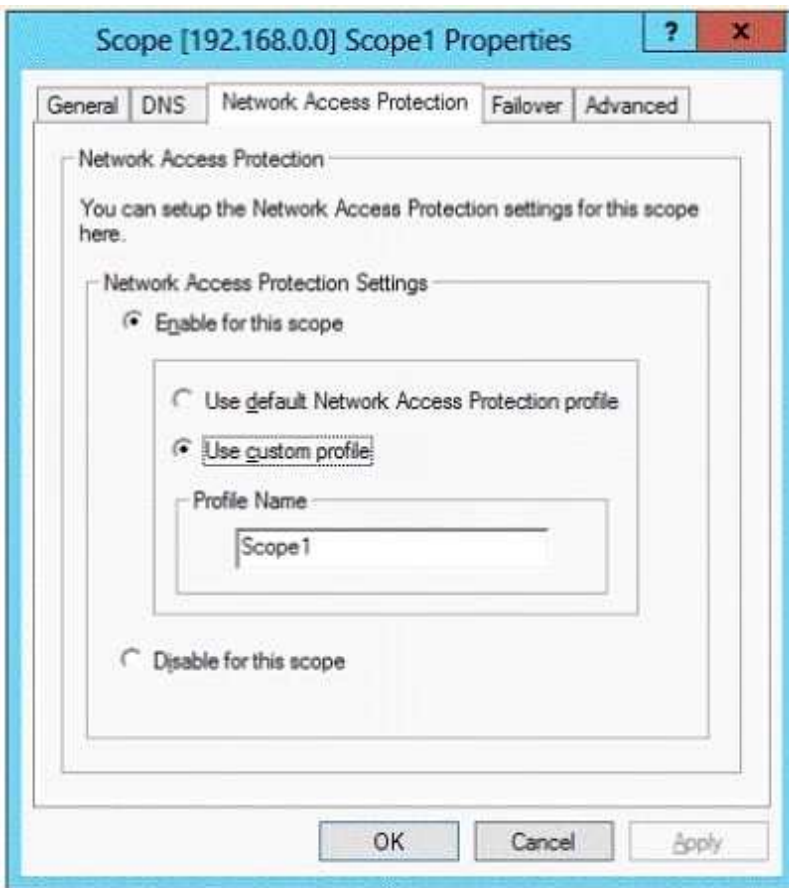 Scope [192.168.0.0] Scope1 Properties
?
x
General
DNS
Network Access Protection
Failover
Advanced
Network Access Protection
You can setup the Network Access Protection settings for this scope
here.
Network Access Protection Settings
Enable for this scope
Use default Network Access Protection profile
Use custom profile
Profile Name
Scope1
Disable for this scope
OK
Cancel
Apply